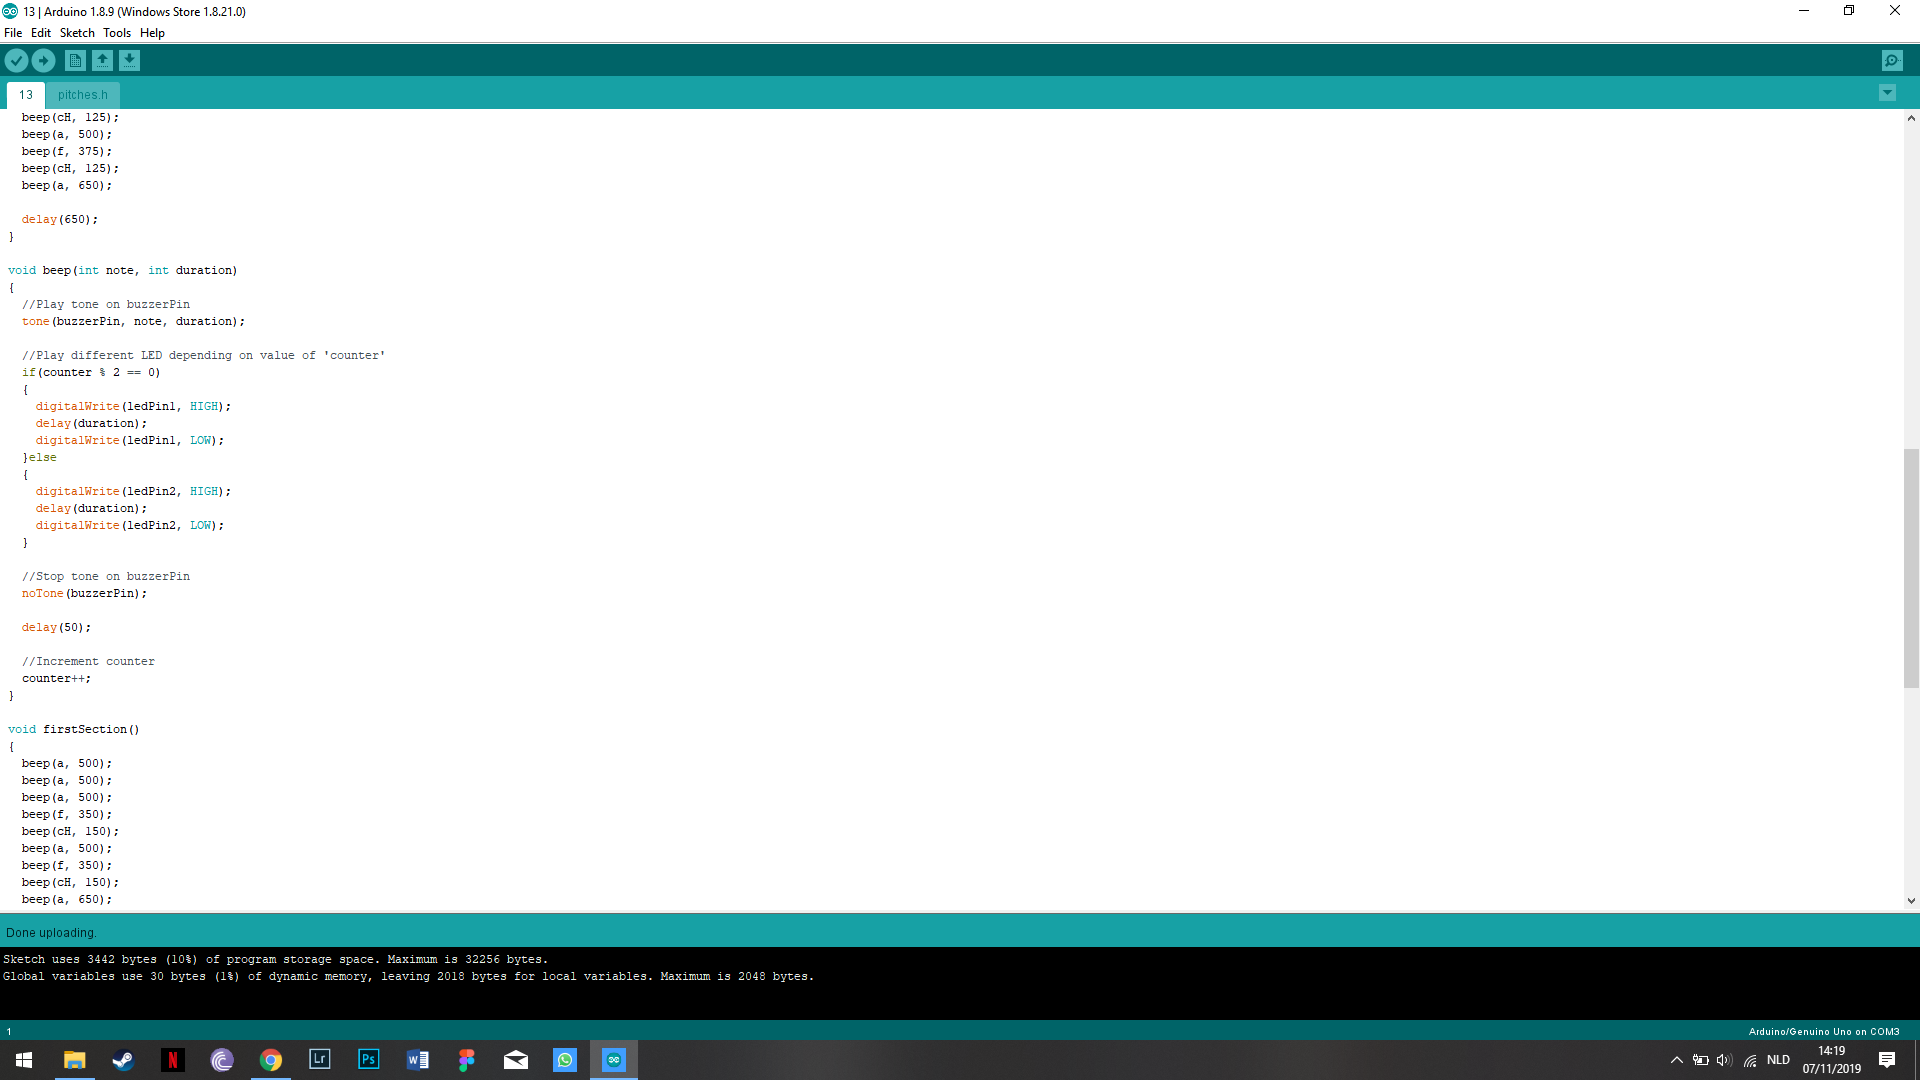 13 | Arduino 1.8.9 (Windows Store 1.8.21.0)
File Edit Sketch Tools Help
13 pitches.h
beep(cH, 125);
beep(a, 500);
beep(f, 375);
beep(cH, 125);
beep(a, 650);
delay(650);
}
void beep(int note, int duration)
{
//Play tone on buzzerPin
tone(buzzerPin, note, duration);
//Play different LED depending on value of 'counter'
if(counter % 2 == 0)
{
digitalWrite(ledPin1, HIGH);
delay(duration);
digitalWrite(ledPin1, LOW);
}else
{
digitalWrite(ledPin2, HIGH);
delay(duration);
digitalWrite(ledPin2, LOW);
}
//Stop tone on buzzerPin
noTone(buzzerPin);
delay(50);
//Increment counter
counter++;
}
void firstSection()
{
beep(a, 500);
beep(a, 500);
beep(a, 500);
beep(f, 350);
beep(cH, 150);
beep(a, 500);
beep(f, 350);
beep(cH, 150);
beep(a, 650);
Done uploading.
Sketch uses 3442 bytes (10%) of program storage space. Maximum is 32256 bytes.
Global variables use 30 bytes (1%) of dynamic memory, leaving 2018 bytes for local variables. Maximum is 2048 bytes.
1 Arduino/Genuino Uno on COM3
N Lr Ps W NLD 14:19
07/11/2019